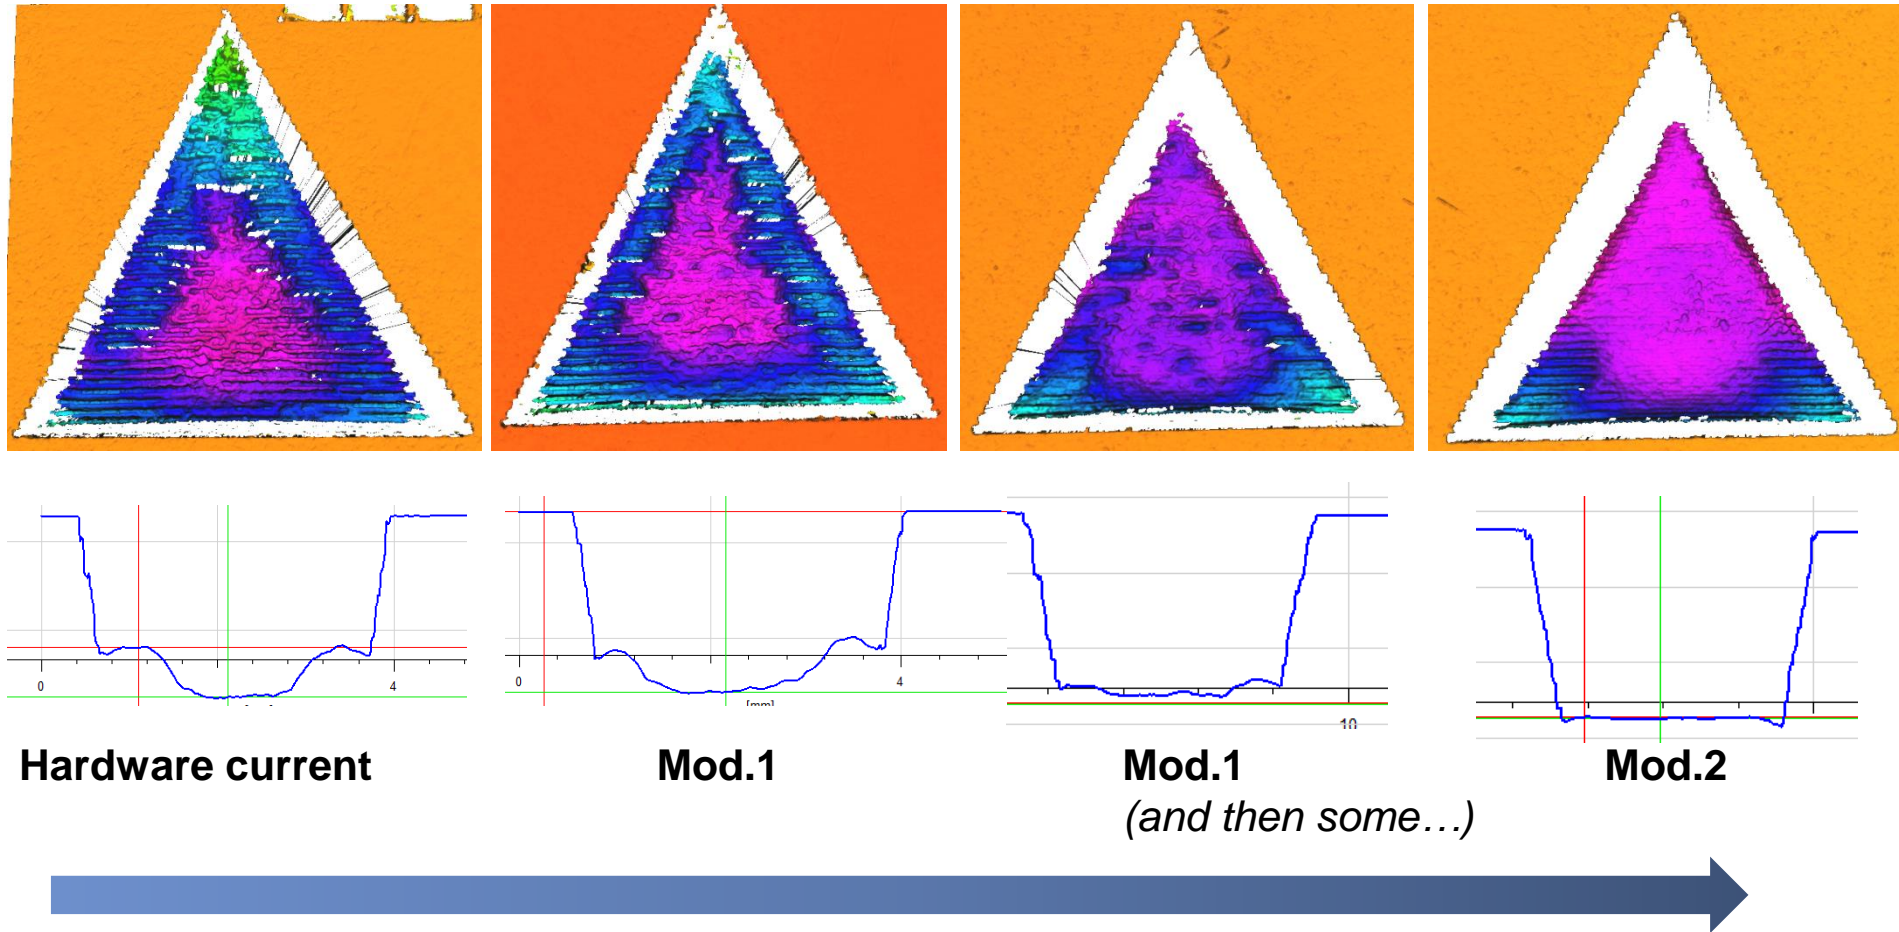 0
4
0
4
[mm]
10
Hardware current
Mod.1
Mod.1
Mod.2
(and then some…)